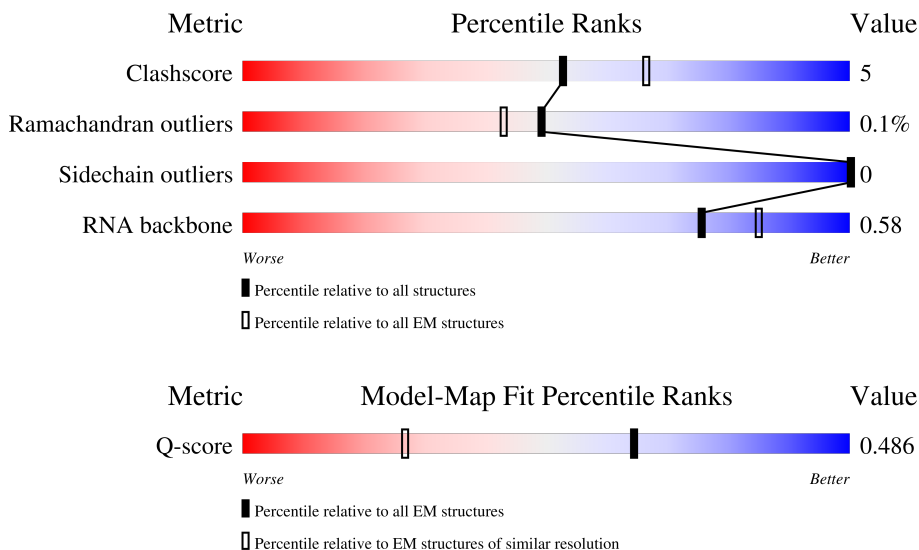 Metric Percentile Ranks Value
Clashscore 5
Ramachandran outliers 0.1%
Sidechain outliers 0
RNA backbone 0.58
Worse Better
Percentile relative to all structures
Percentile relative to all EM structures
Metric Model-Map Fit Percentile Ranks Value
Q-score 0.486
Worse Better
Percentile relative to all EM structures
Percentile relative to EM structures of similar resolution